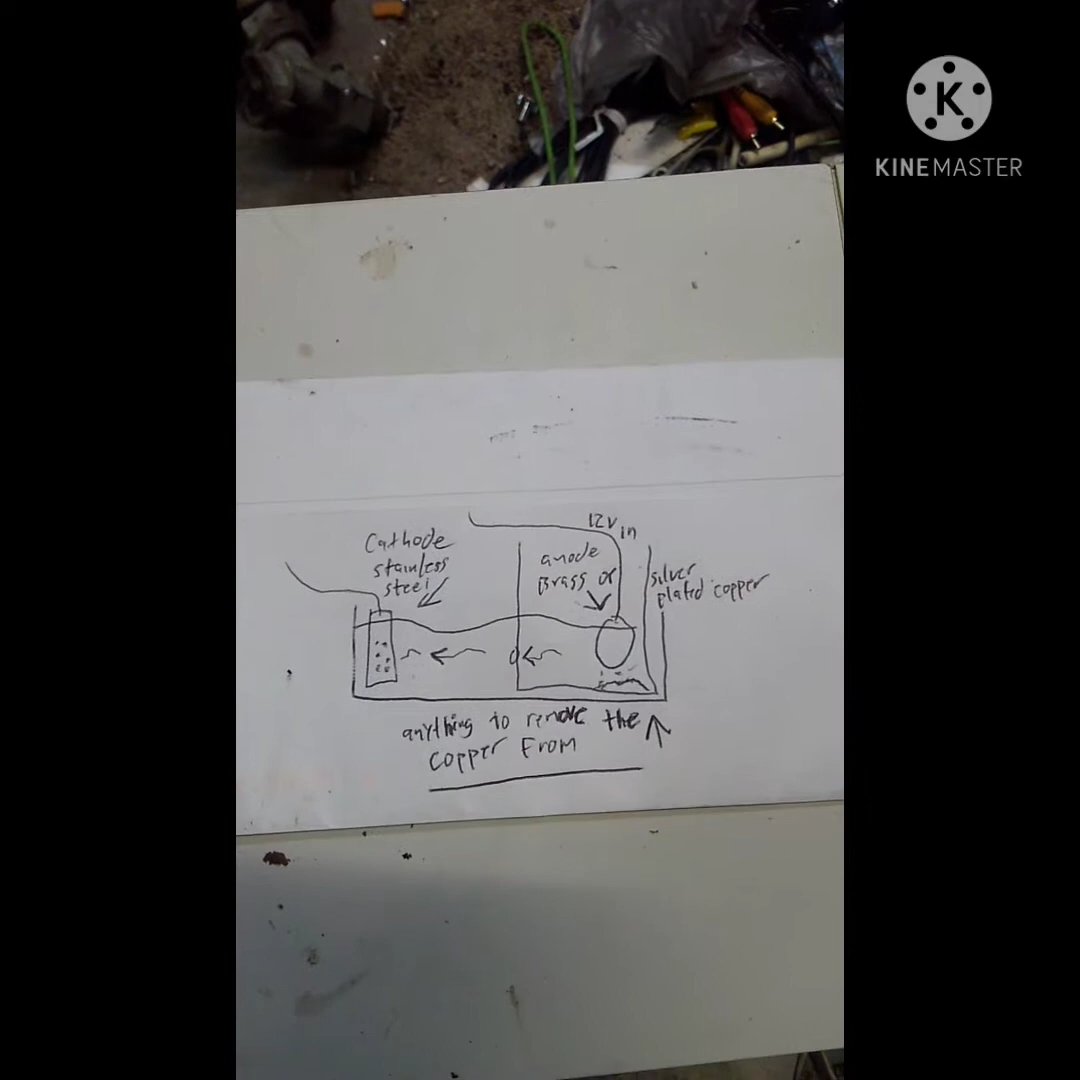 K
KINEMASTER
12V in
Cathode
stainless
steel
anode
Brass or
silver
plated copper
anything to remove the
copper From